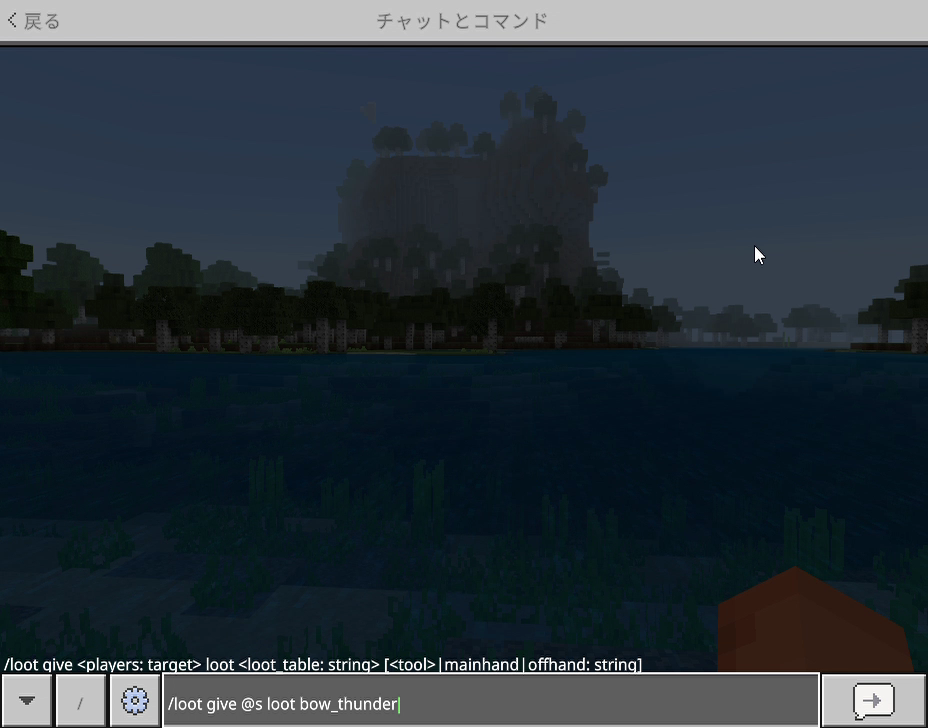 戻る
チャットとコマンド
/loot give <players: target> loot <loot_table: string> [<tool>|mainhand|offhand: string]
/
/loot give @s loot bow_thunder